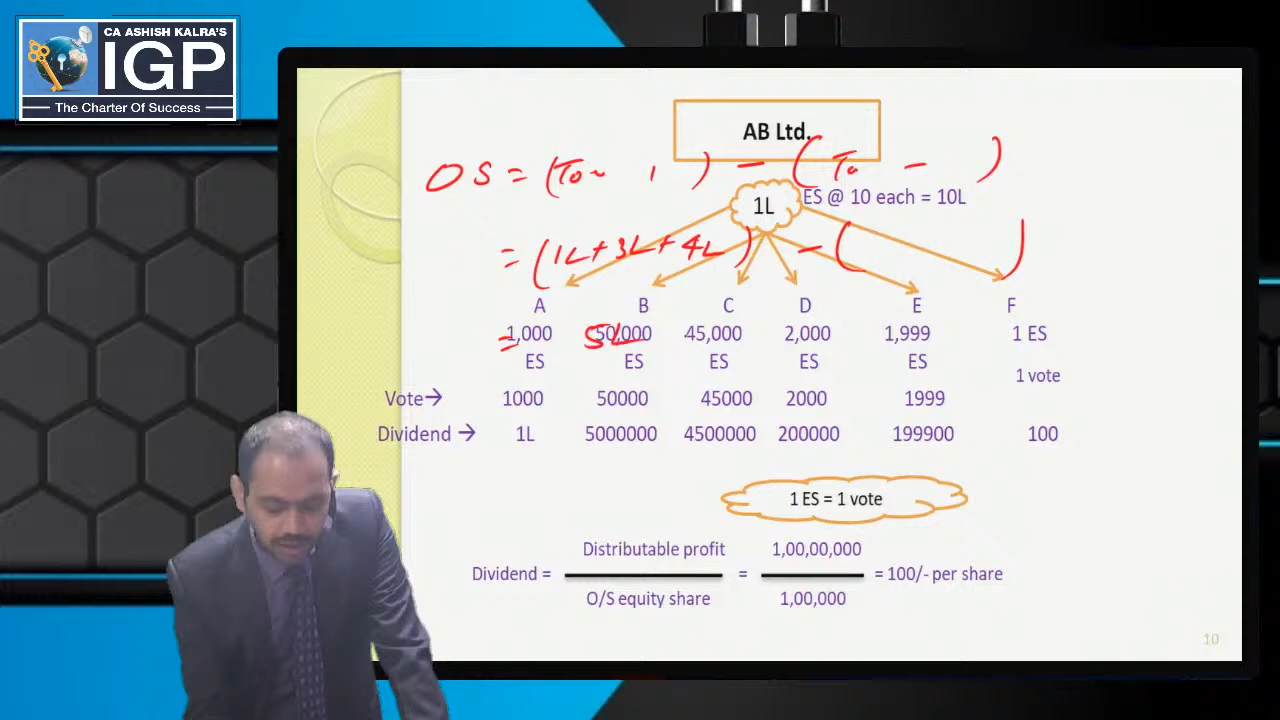 CA ASHISH KALRA'S
IGP
The Charter Of Success
AB Ltd.
OS = ( ) - ( )
1L
ES @ 10 each = 10L
= (1L + 3L + 4L) - ( )
A B C D E F
1,000 50,000 45,000 2,000 1,999 1 ES
= 5L
ES ES ES ES ES
1 vote
Vote→ 1000 50000 45000 2000 1999
Dividend → 1L 5000000 4500000 200000 199900 100
1 ES = 1 vote
Distributable profit 1,00,00,000
Dividend = = = 100/- per share
O/S equity share 1,00,000
10